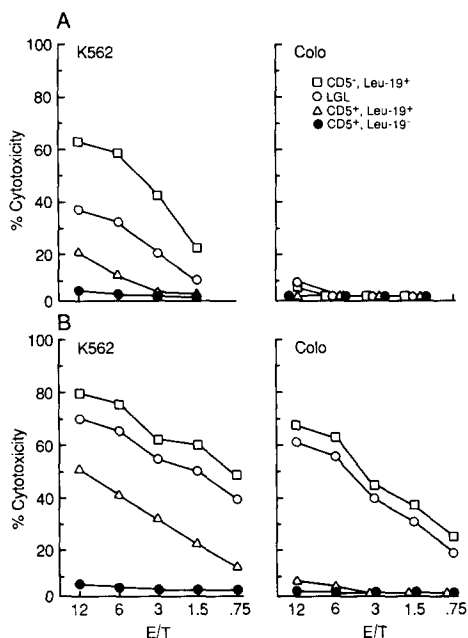 A
K562
Colo
100
80
60
40
20
0
% Cytotoxicity
CD5-, Leu-19+
LGL
CD5+, Leu-19+
CD5+, Leu-19-
B
K562
Colo
100
80
60
40
20
0
% Cytotoxicity
12 6 3 1.5 .75
12 6 3 1.5 .75
E/T
E/T